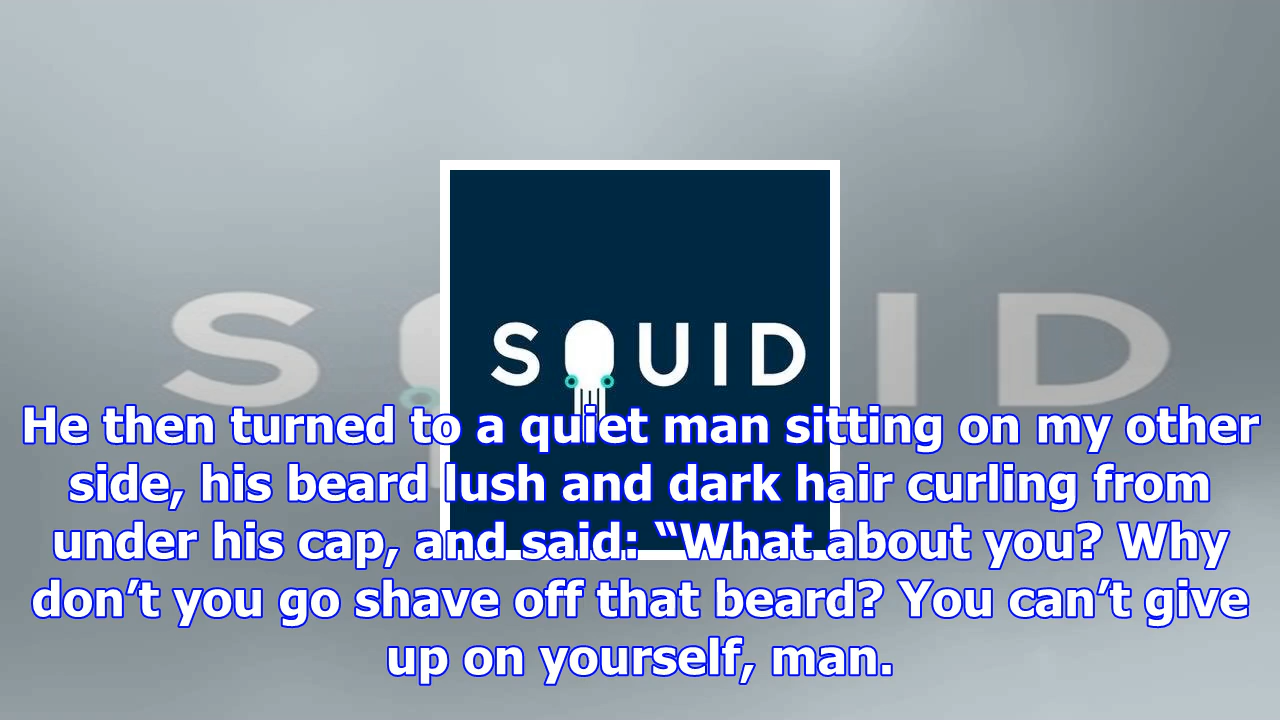 SQUID
He then turned to a quiet man sitting on my other
side, his beard lush and dark hair curling from
under his cap, and said: “What about you? Why
don’t you go shave off that beard? You can’t give
up on yourself, man.